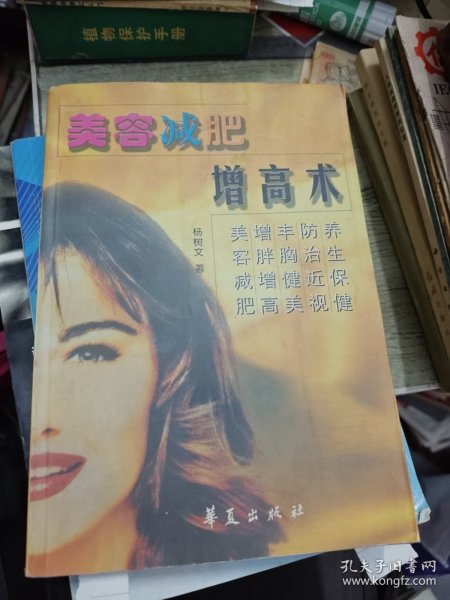 植物保护手册
美容减肥
增高术
杨树文 著
美增丰防养
容胖胸治生
减增健近保
肥高美视健
華夏出版社
孔夫子旧书网
www.kongfz.com